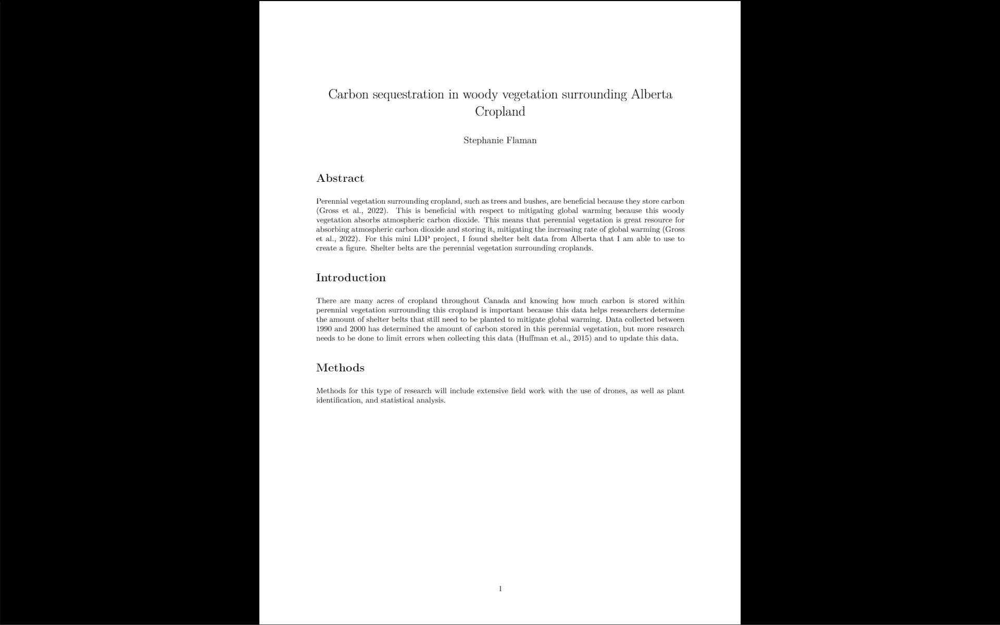 Carbon sequestration in woody vegetation surrounding Alberta
Cropland
Stephanie Flaman
Abstract
Perennial vegetation surrounding cropland, such as trees and bushes, are beneficial because they store carbon
(Gross et al., 2022). This is beneficial with respect to mitigating global warming because this woody
vegetation absorbs atmospheric carbon dioxide. This means that perennial vegetation is great resource for
absorbing atmospheric carbon dioxide and storing it, mitigating the increasing rate of global warming (Gross
et al., 2022). For this mini LDP project, I found shelter belt data from Alberta that I am able to use to
create a figure. Shelter belts are the perennial vegetation surrounding croplands.
Introduction
There are many acres of cropland throughout Canada and knowing how much carbon is stored within
perennial vegetation surrounding this cropland is important because this data helps researchers determine
the amount of shelter belts that still need to be planted to mitigate global warming. Data collected between
1990 and 2000 has determined the amount of carbon stored in this perennial vegetation, but more research
needs to be done to limit errors when collecting this data (Huffman et al., 2015) and to update this data.
Methods
Methods for this type of research will include extensive field work with the use of drones, as well as plant
identification, and statistical analysis.
1